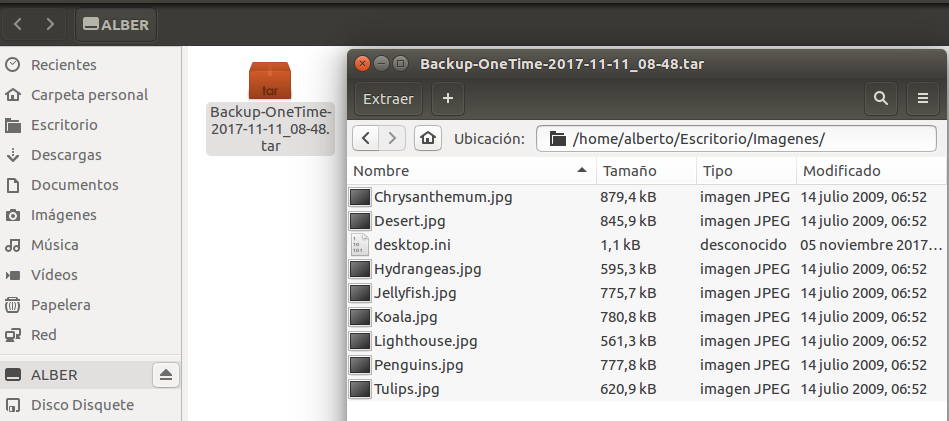 ALBER
Recientes
Carpeta personal
Escritorio
Descargas
Documentos
Imágenes
Música
Vídeos
Papelera
Red
ALBER
Disco Disquete
tar
Backup-OneTime-
2017-11-11_08-48.
tar
Backup-OneTime-2017-11-11_08-48.tar
Extraer +
Ubicación: /home/alberto/Escritorio/Imagenes/
Nombre Tamaño Tipo Modificado
Chrysanthemum.jpg 879,4 kB imagen JPEG 14 julio 2009, 06:52
Desert.jpg 845,9 kB imagen JPEG 14 julio 2009, 06:52
desktop.ini 1,1 kB desconocido 05 noviembre 2017...
Hydrangeas.jpg 595,3 kB imagen JPEG 14 julio 2009, 06:52
Jellyfish.jpg 775,7 kB imagen JPEG 14 julio 2009, 06:52
Koala.jpg 780,8 kB imagen JPEG 14 julio 2009, 06:52
Lighthouse.jpg 561,3 kB imagen JPEG 14 julio 2009, 06:52
Penguins.jpg 777,8 kB imagen JPEG 14 julio 2009, 06:52
Tulips.jpg 620,9 kB imagen JPEG 14 julio 2009, 06:52